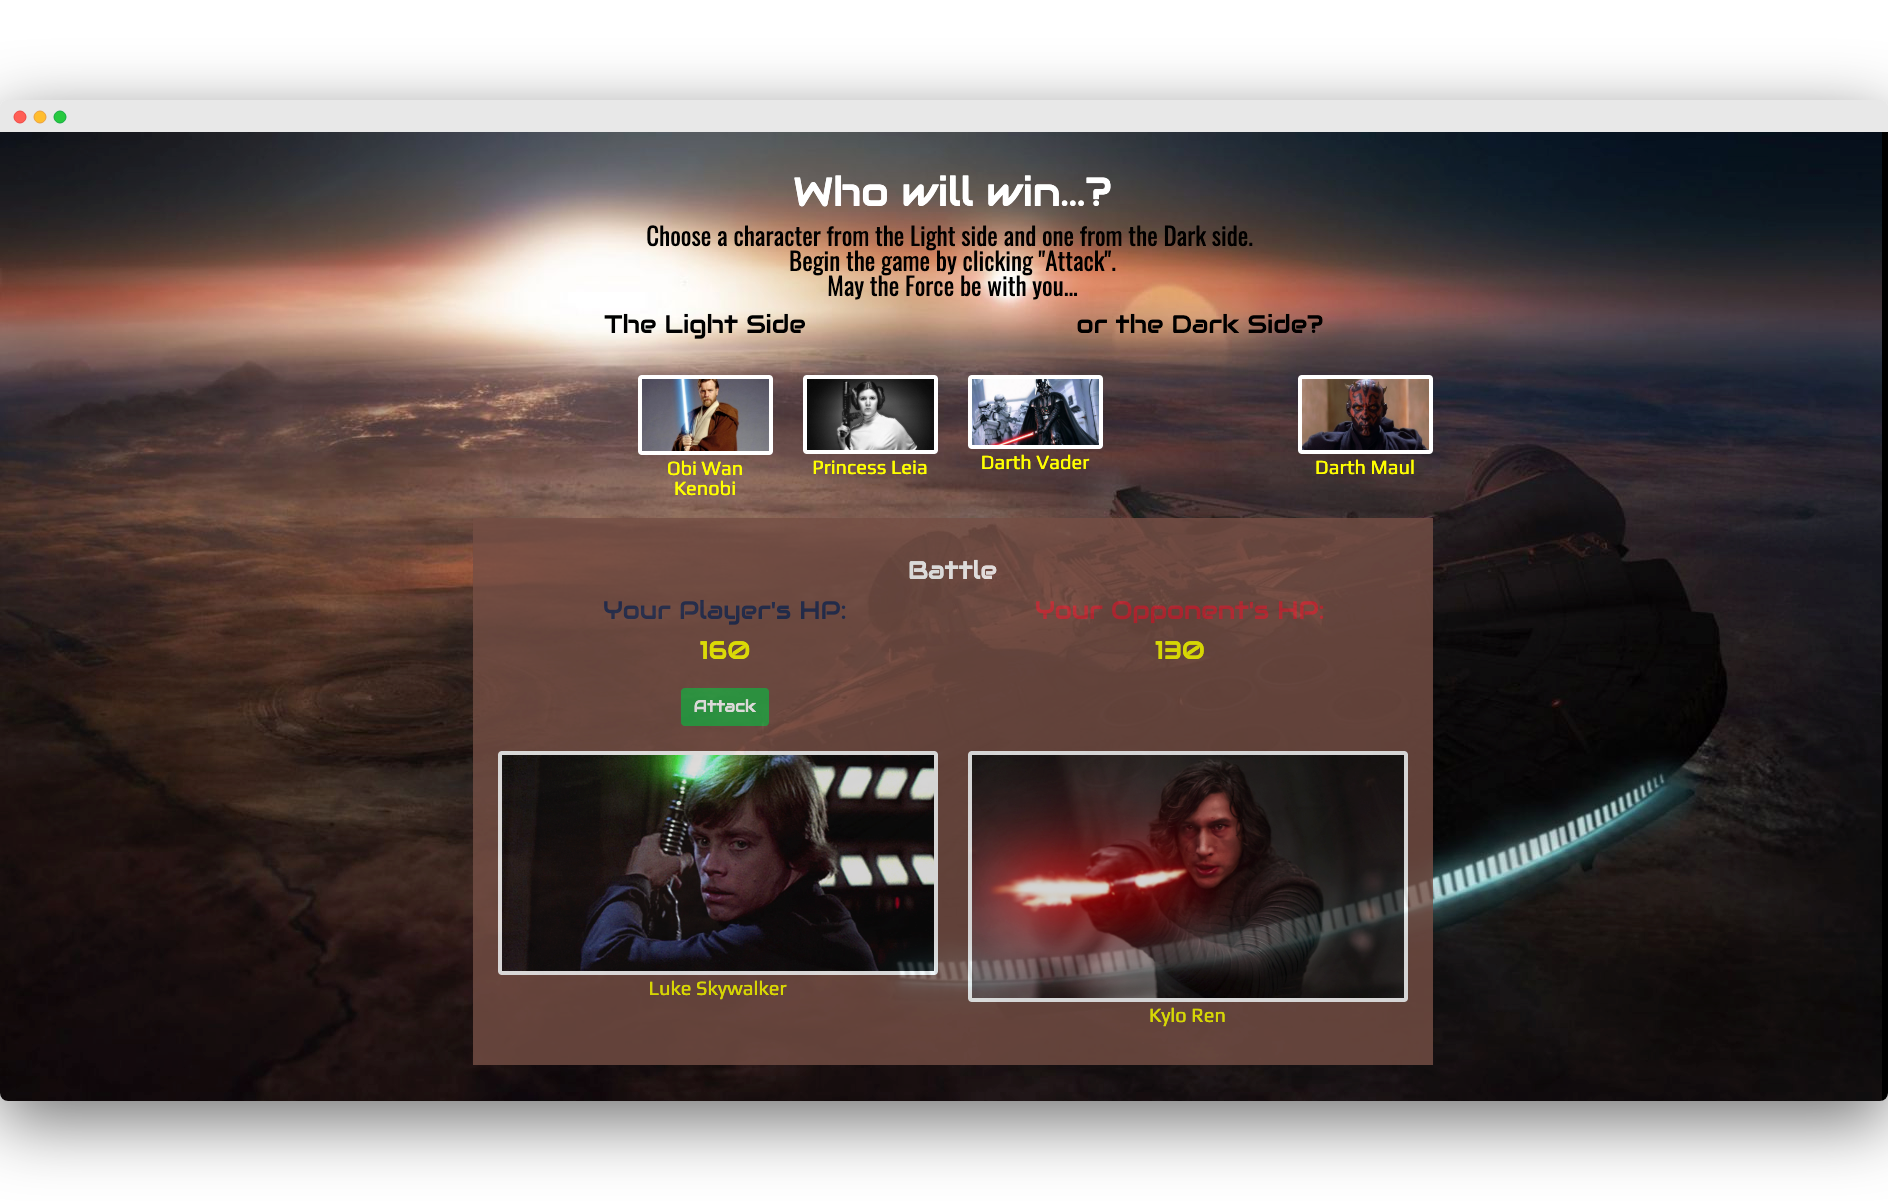 Who will win...?
Choose a character from the Light side and one from the Dark side.
Begin the game by clicking "Attack".
May the Force be with you...
The Light Side
or the Dark Side?
Obi Wan
Kenobi
Princess Leia
Darth Vader
Darth Maul
Battle
Your Player's HP:
Your Opponent's HP:
160
130
Attack
Luke Skywalker
Kylo Ren